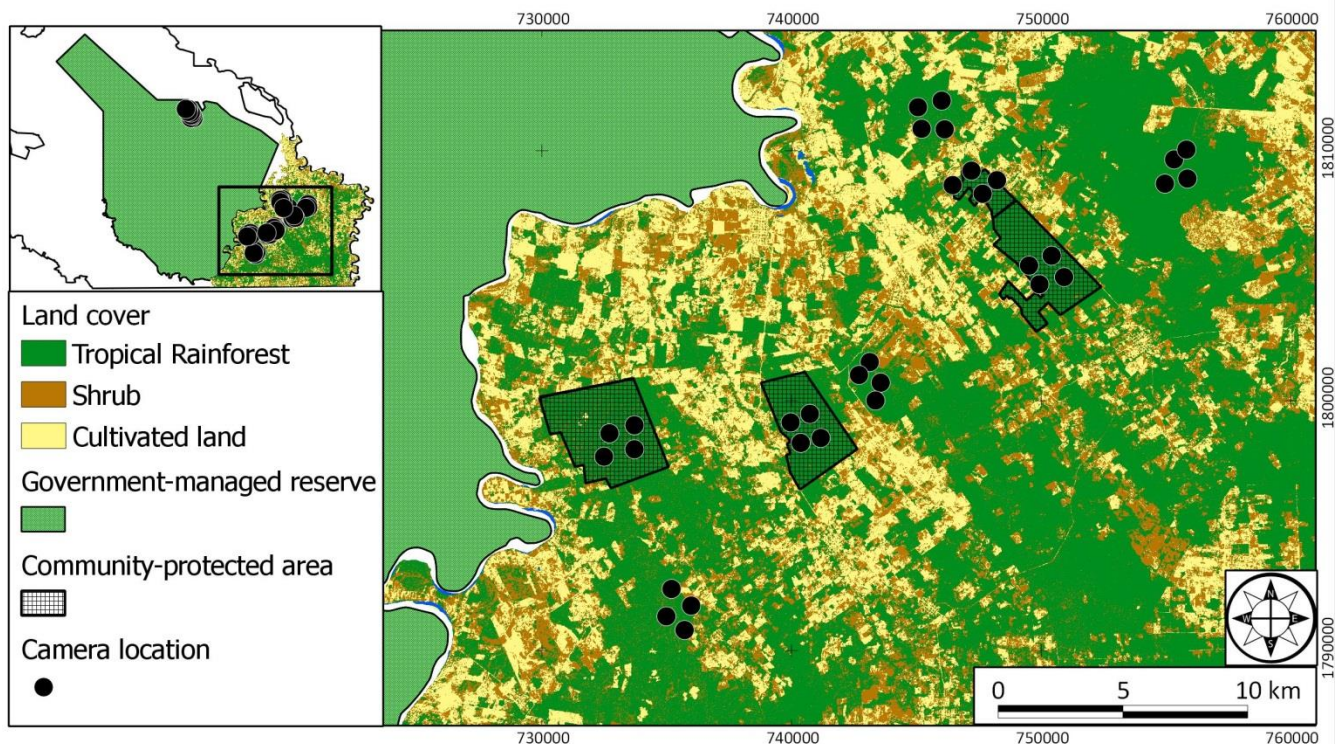 730000 740000 750000 760000
Land cover
Tropical Rainforest
Shrub
Cultivated land
Government-managed reserve
Community-protected area
Camera location
1810000
1800000
1790000
N
W E
S
0 5 10 km
730000 740000 750000 760000